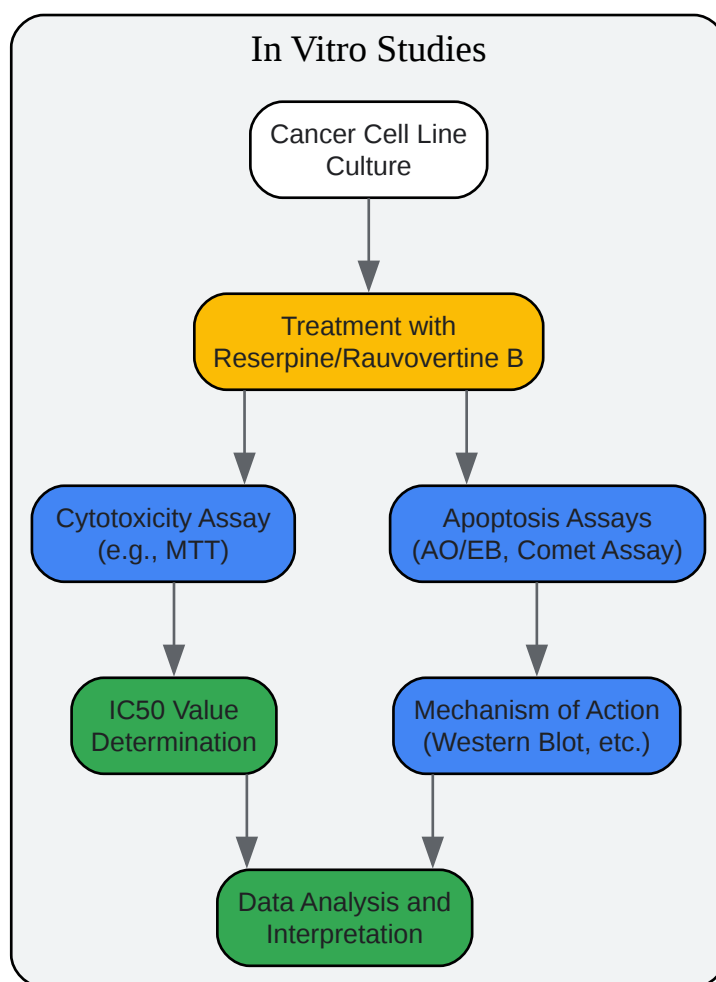 In Vitro Studies
Cancer Cell Line
Culture
Treatment with
Reserpine/Rauvovertine B
Cytotoxicity Assay
(e.g., MTT)
Apoptosis Assays
(AO/EB, Comet Assay)
IC50 Value
Determination
Mechanism of Action
(Western Blot, etc.)
Data Analysis and
Interpretation